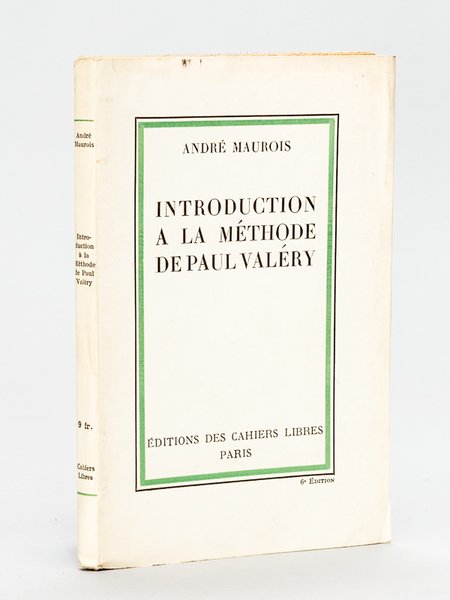 André
Maurois
Intro-
duction
à la
Méthode
de Paul
Valéry
9 fr.
Cahiers
Libres
ANDRÉ MAUROIS
INTRODUCTION
A LA MÉTHODE
DE PAUL VALÉRY
ÉDITIONS DES CAHIERS LIBRES
PARIS
6e ÉDITION